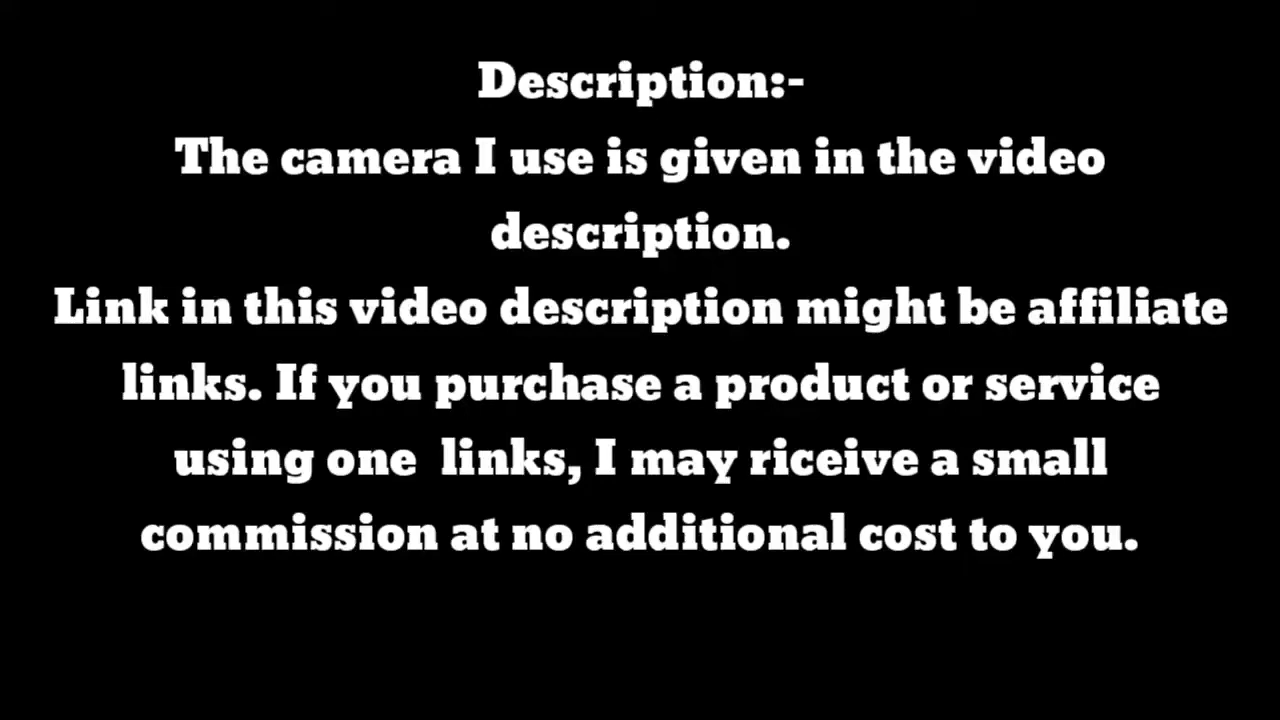 Description:-
The camera I use is given in the video
description.
Link in this video description might be affiliate
links. If you purchase a product or service
using one  links, I may riceive a small
commission at no additional cost to you.